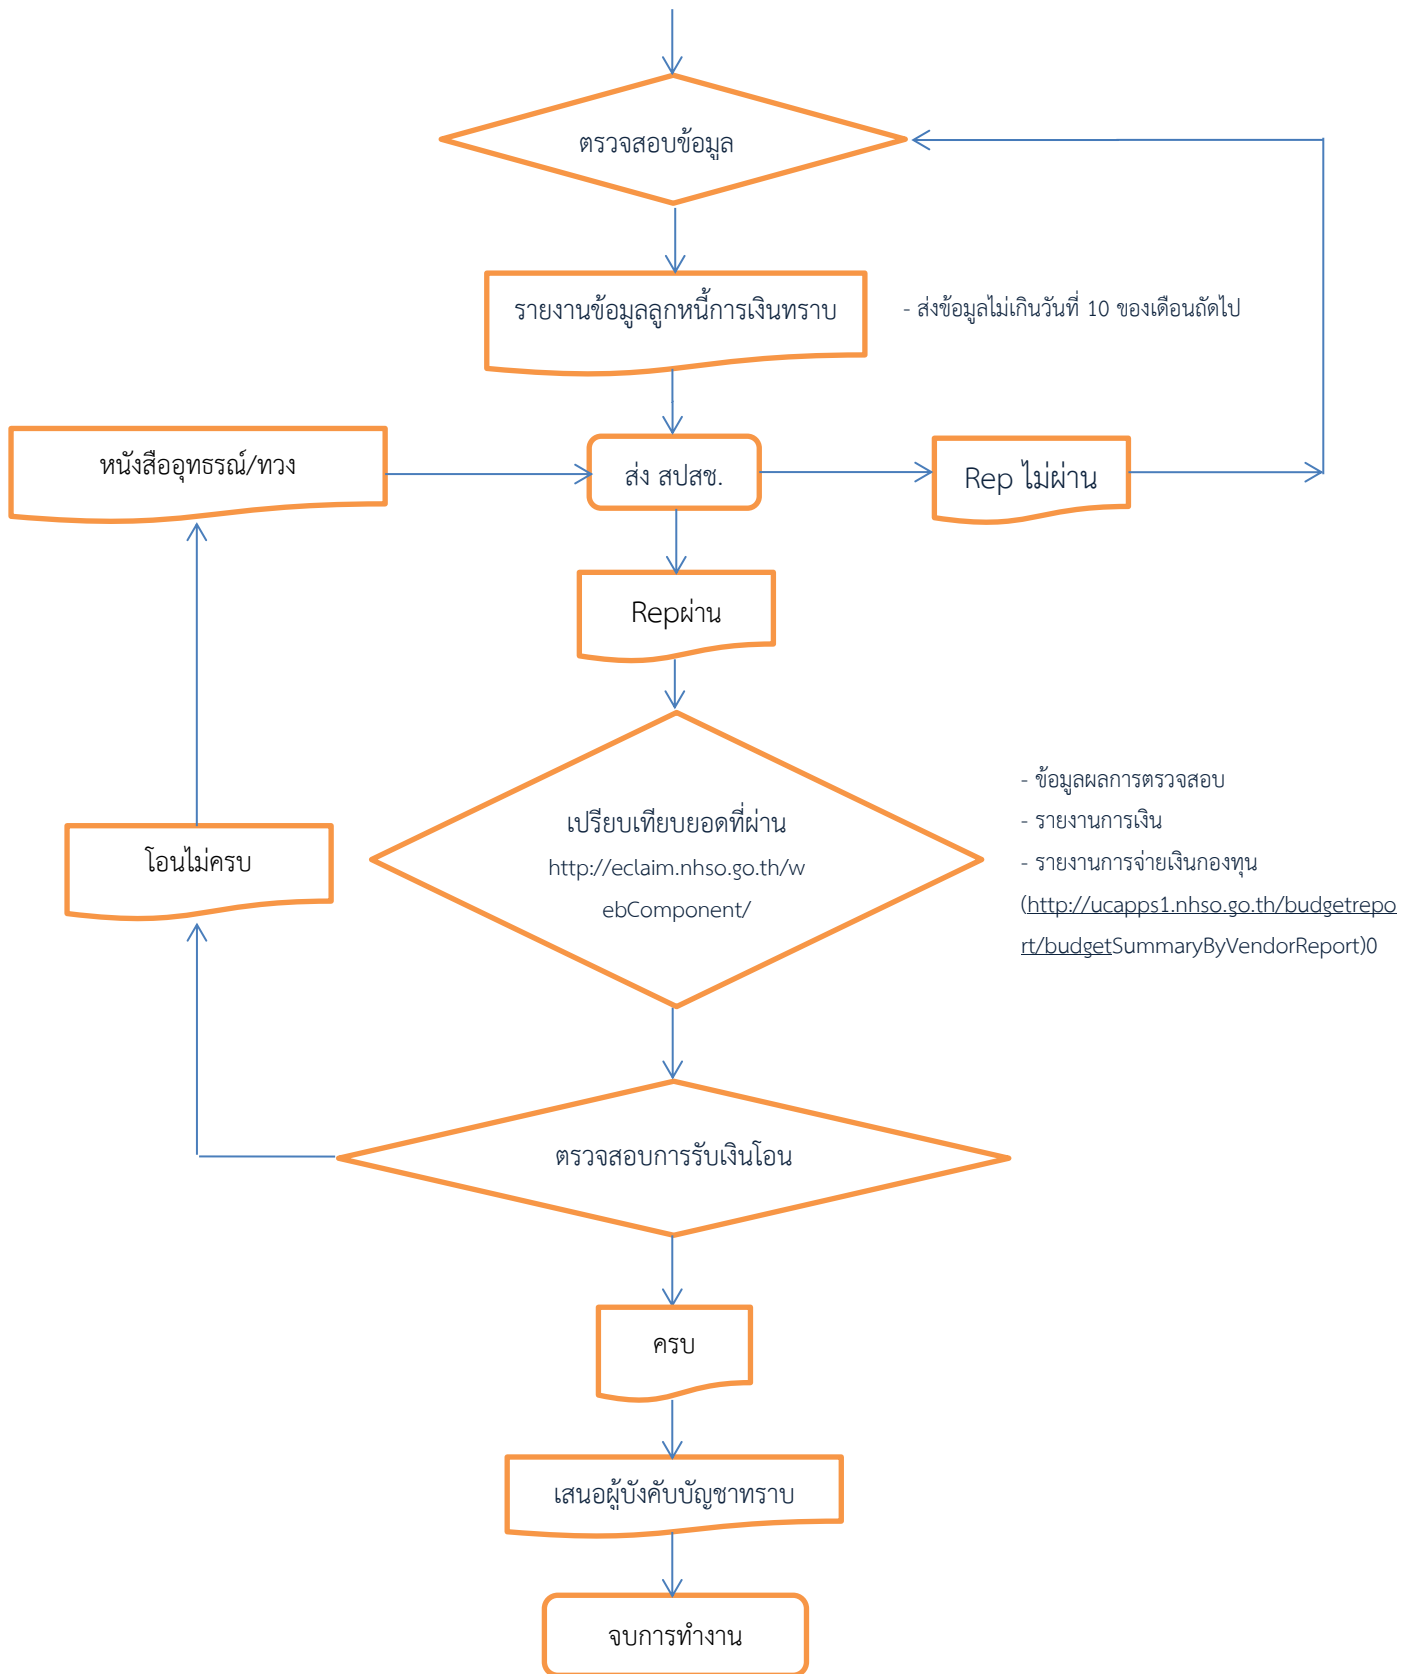 ตรวจสอบข้อมูล
รายงานข้อมูลลูกหนี้การเงินทราบ
- ส่งข้อมูลไม่เกินวันที่ 10 ของเดือนถัดไป
หนังสืออุทธรณ์/ทวง
ส่ง สปสช.
Rep ไม่ผ่าน
Repผ่าน
เปรียบเทียบยอดที่ผ่าน
http://eclaim.nhso.go.th/w
ebComponent/
- ข้อมูลผลการตรวจสอบ
- รายงานการเงิน
- รายงานการจ่ายเงินกองทุน
(http://ucapps1.nhso.go.th/budgetrepo
rt/budgetSummaryByVendorReport)0
โอนไม่ครบ
ตรวจสอบการรับเงินโอน
ครบ
เสนอผู้บังคับบัญชาทราบ
จบการทำงาน